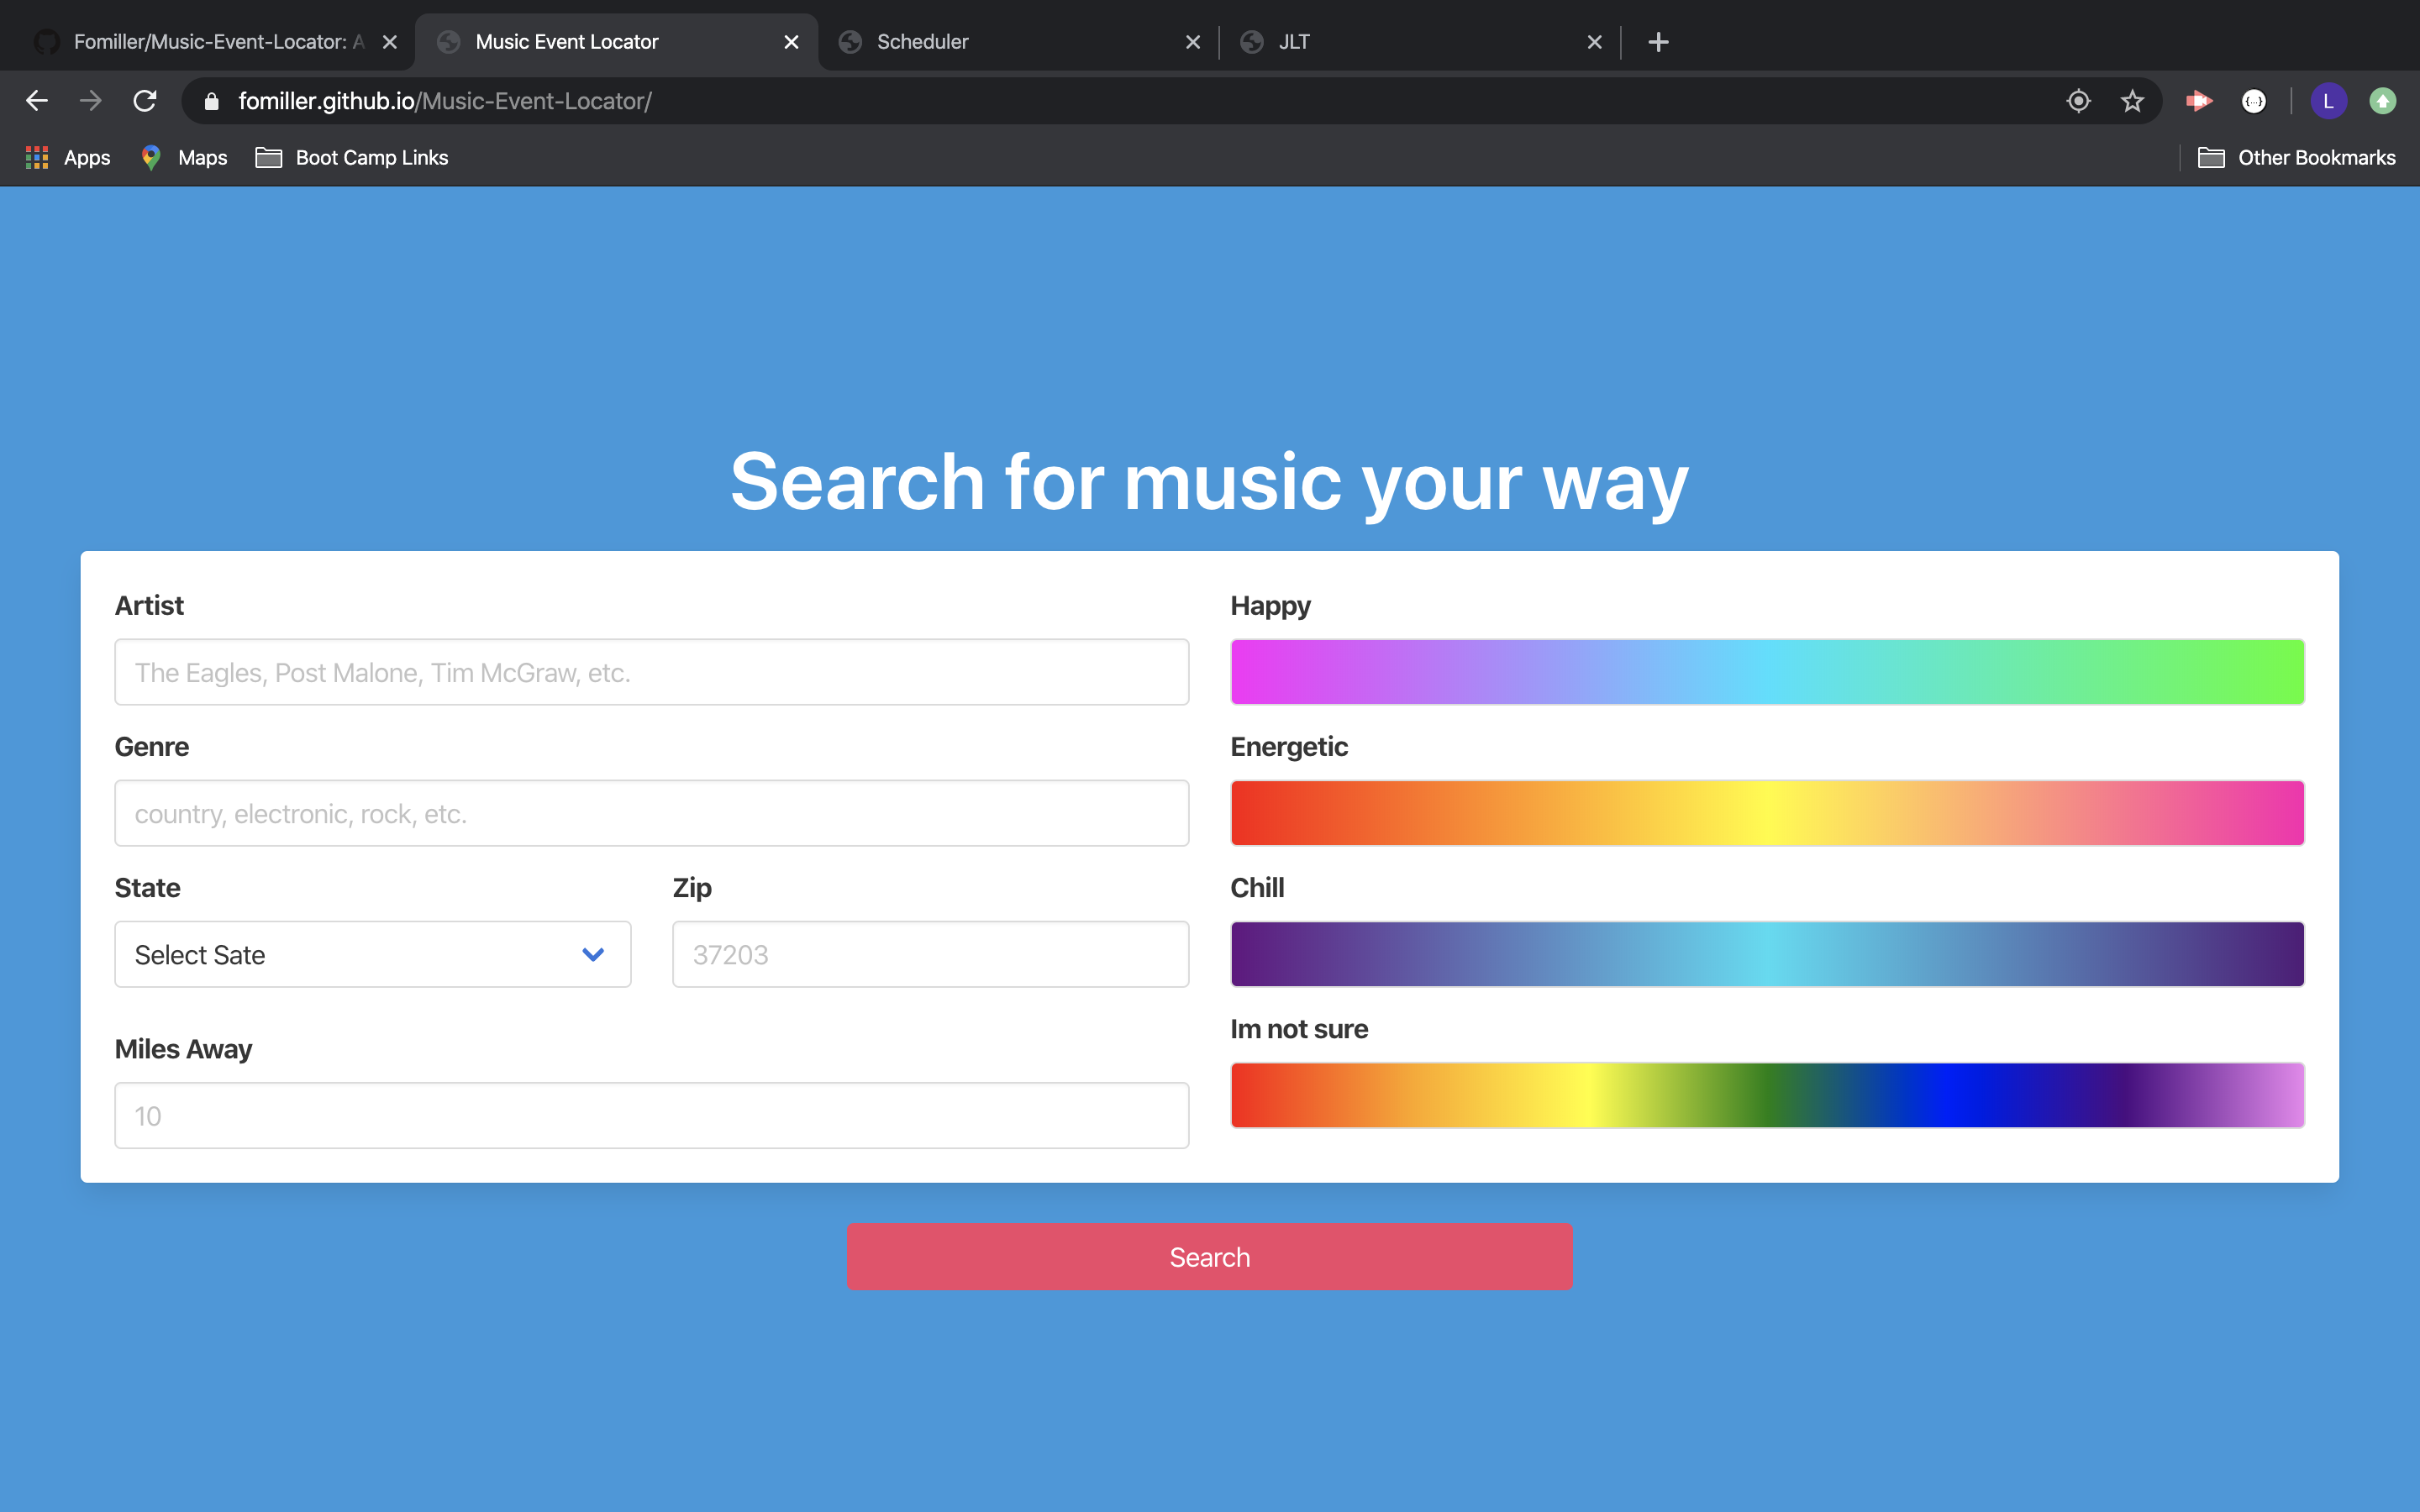 Fomiller/Music-Event-Locator: A
Music Event Locator
Scheduler
JLT
fomiller.github.io/Music-Event-Locator/
L
Apps
Maps
Boot Camp Links
Other Bookmarks
Search for music your way
Artist
The Eagles, Post Malone, Tim McGraw, etc.
Genre
country, electronic, rock, etc.
State
Zip
Select Sate
37203
Miles Away
10
Happy
Energetic
Chill
Im not sure
Search